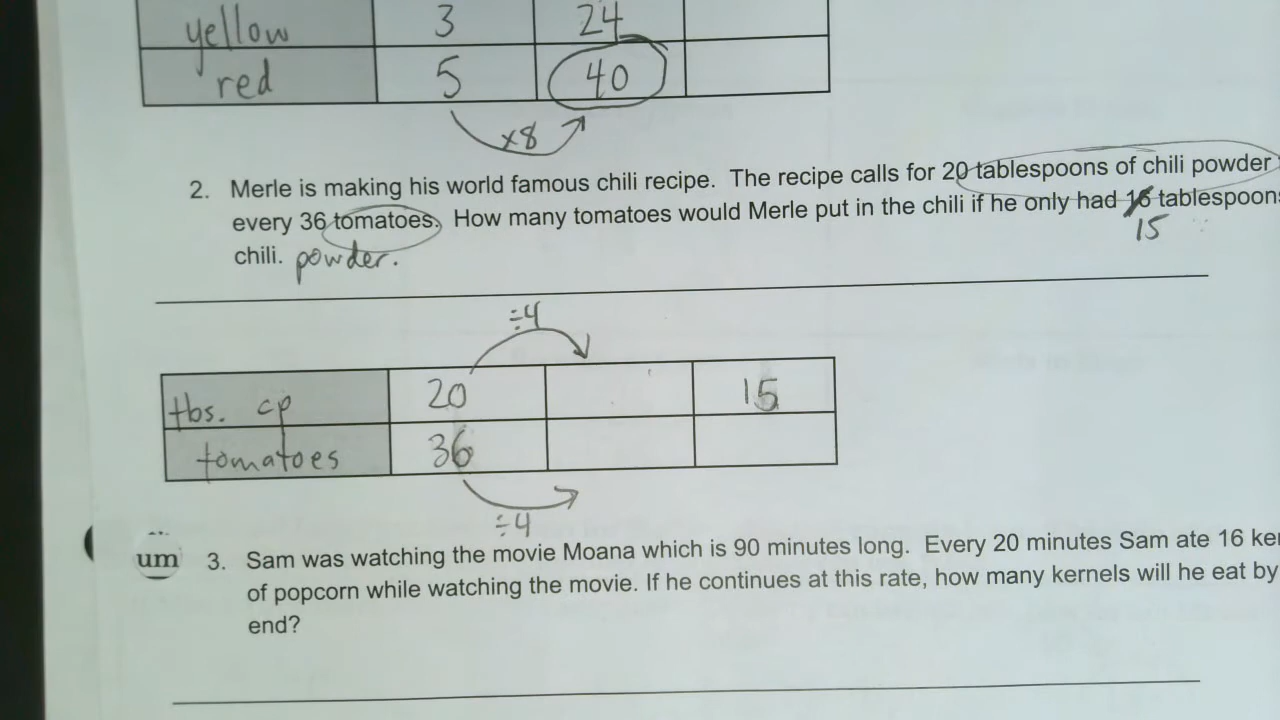 yellow 3 24
red 5 40
×8
2. Merle is making his world famous chili recipe. The recipe calls for 20 tablespoons of chili powder
every 36 tomatoes. How many tomatoes would Merle put in the chili if he only had 16 tablespoons
15
chili. powder.
÷4
tbs. cp 20 15
tomatoes 36
÷4
um 3. Sam was watching the movie Moana which is 90 minutes long. Every 20 minutes Sam ate 16 ker
of popcorn while watching the movie. If he continues at this rate, how many kernels will he eat by
end?